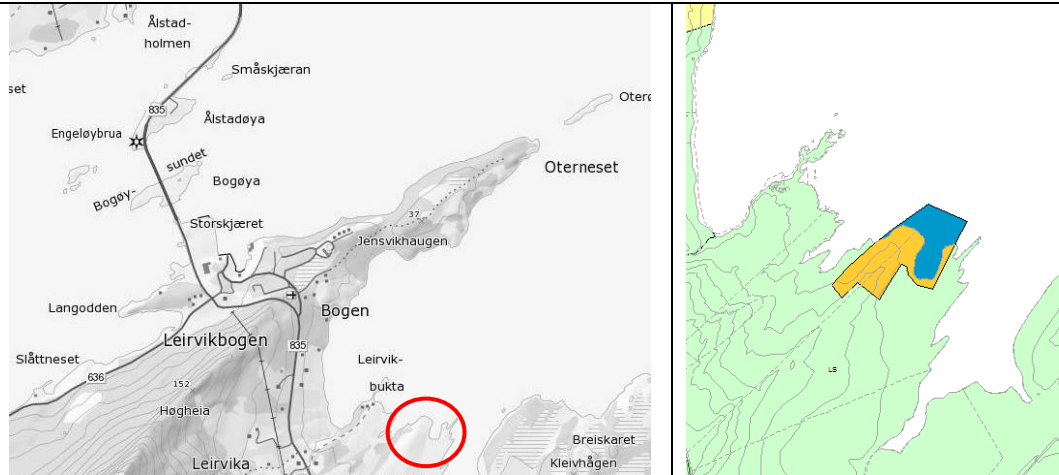 Ålstad-
holmen
Småskjæran
set
835
Ålstadøya
Engeløybrua
Oterø
Oterneset
Bogøy-
sundet
Bogøya
Storskjæret
37
Jensvikhaugen
Langodden
Bogen
Leirvikbogen
835
Slåttneset
Leirvik-
bukta
636
152
Høgheia
Breiskaret
Leirvika
Kleivhågen
LS